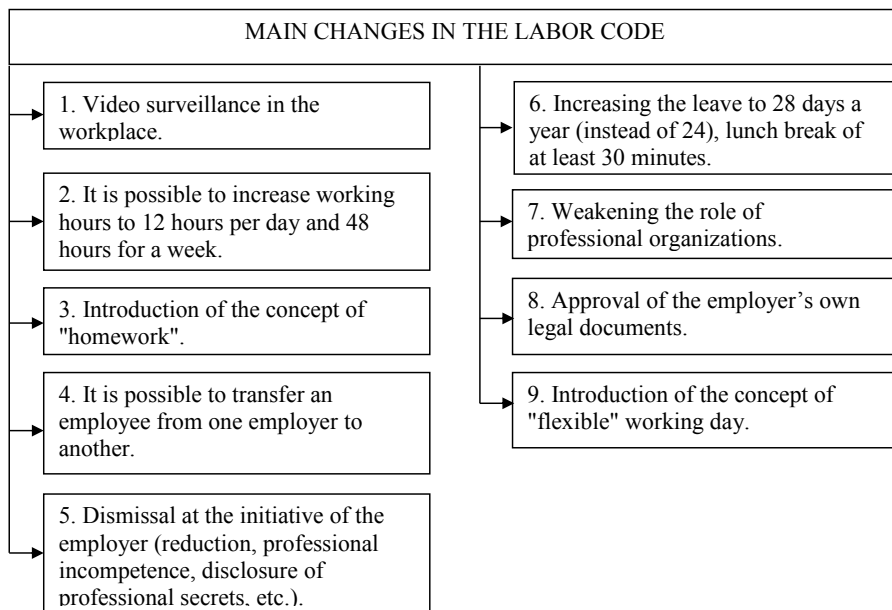 MAIN CHANGES IN THE LABOR CODE
1. Video surveillance in the
workplace.
2. It is possible to increase working
hours to 12 hours per day and 48
hours for a week.
3. Introduction of the concept of
"homework".
4. It is possible to transfer an
employee from one employer to
another.
5. Dismissal at the initiative of the
employer (reduction, professional
incompetence, disclosure of
professional secrets, etc.).
6. Increasing the leave to 28 days a
year (instead of 24), lunch break of
at least 30 minutes.
7. Weakening the role of
professional organizations.
8. Approval of the employer’s own
legal documents.
9. Introduction of the concept of
"flexible" working day.